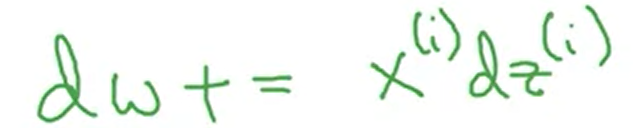 dw += x^(i) dz^(i)